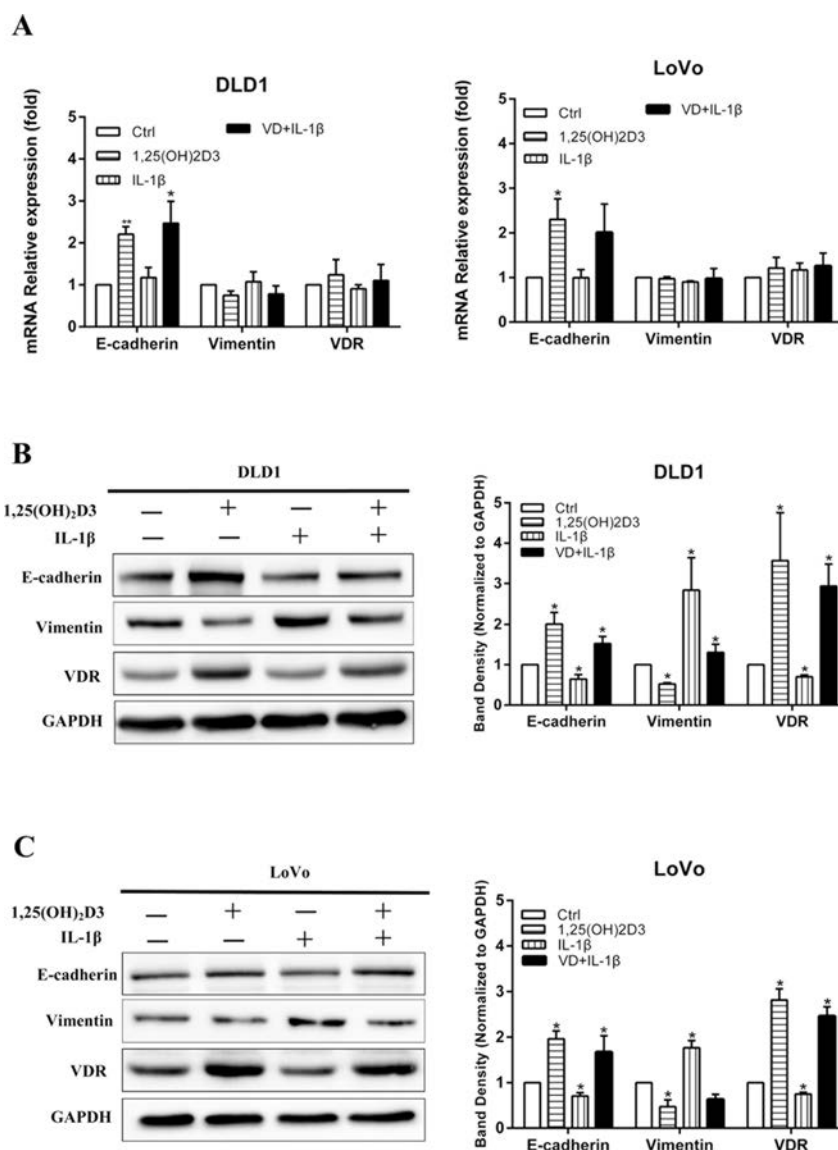 A
DLD1
mRNA Relative expression (fold)
5
4
3
2
1
0
Ctrl
1,25(OH)2D3
IL-1β
VD+IL-1β
**
*
E-cadherin Vimentin VDR
LoVo
mRNA Relative expression (fold)
5
4
3
2
1
0
Ctrl
1,25(OH)2D3
IL-1β
VD+IL-1β
*
E-cadherin Vimentin VDR
B
DLD1
1,25(OH)₂D3 — + — +
IL-1β — — + +
E-cadherin
Vimentin
VDR
GAPDH
DLD1
Band Density (Normalized to GAPDH)
5
4
3
2
1
0
Ctrl
1,25(OH)2D3
IL-1β
VD+IL-1β
* * * * * * * * *
E-cadherin Vimentin VDR
C
LoVo
1,25(OH)₂D3 — + — +
IL-1β — — + +
E-cadherin
Vimentin
VDR
GAPDH
LoVo
Band Density (Normalized to GAPDH)
5
4
3
2
1
0
Ctrl
1,25(OH)2D3
IL-1β
VD+IL-1β
* * * * * * * *
E-cadherin Vimentin VDR